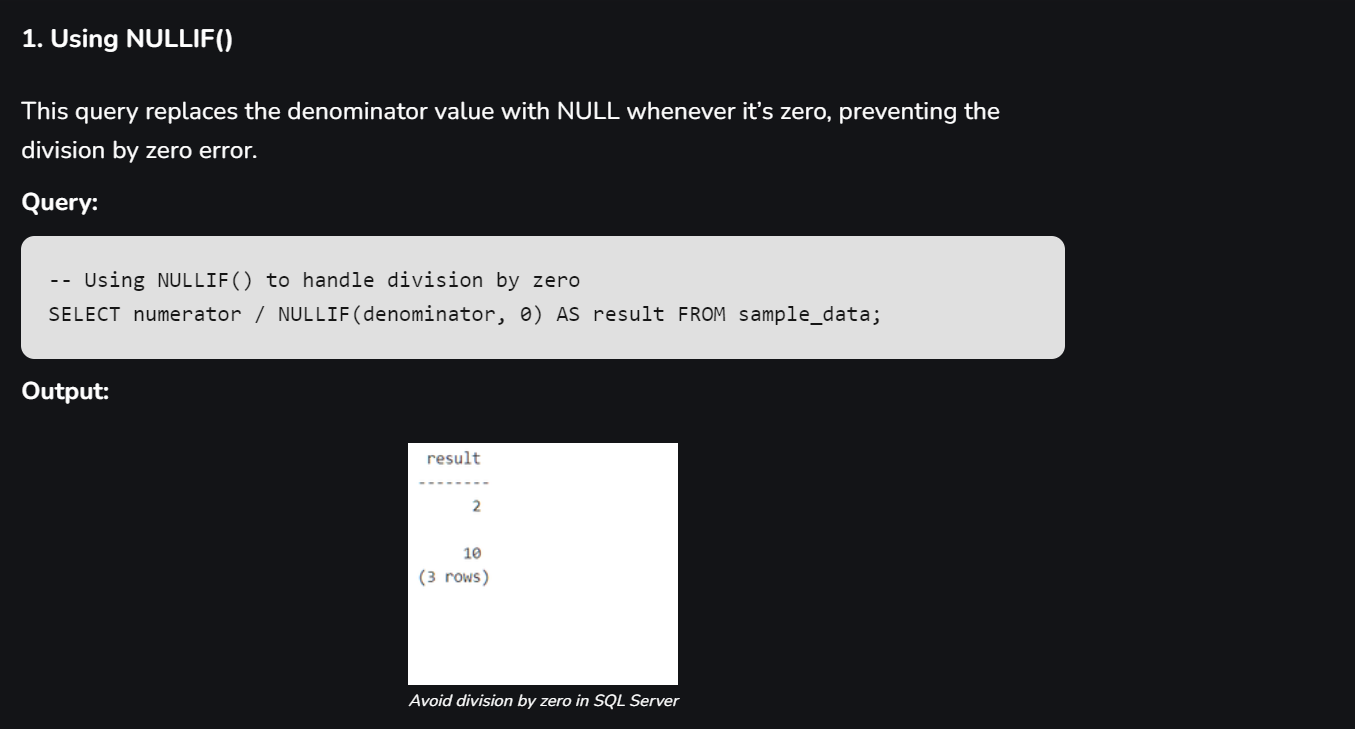 1. Using NULLIF()
This query replaces the denominator value with NULL whenever it’s zero, preventing the
division by zero error.
Query:
-- Using NULLIF() to handle division by zero
SELECT numerator / NULLIF(denominator, 0) AS result FROM sample_data;
Output:
result
--------
2
10
(3 rows)
Avoid division by zero in SQL Server